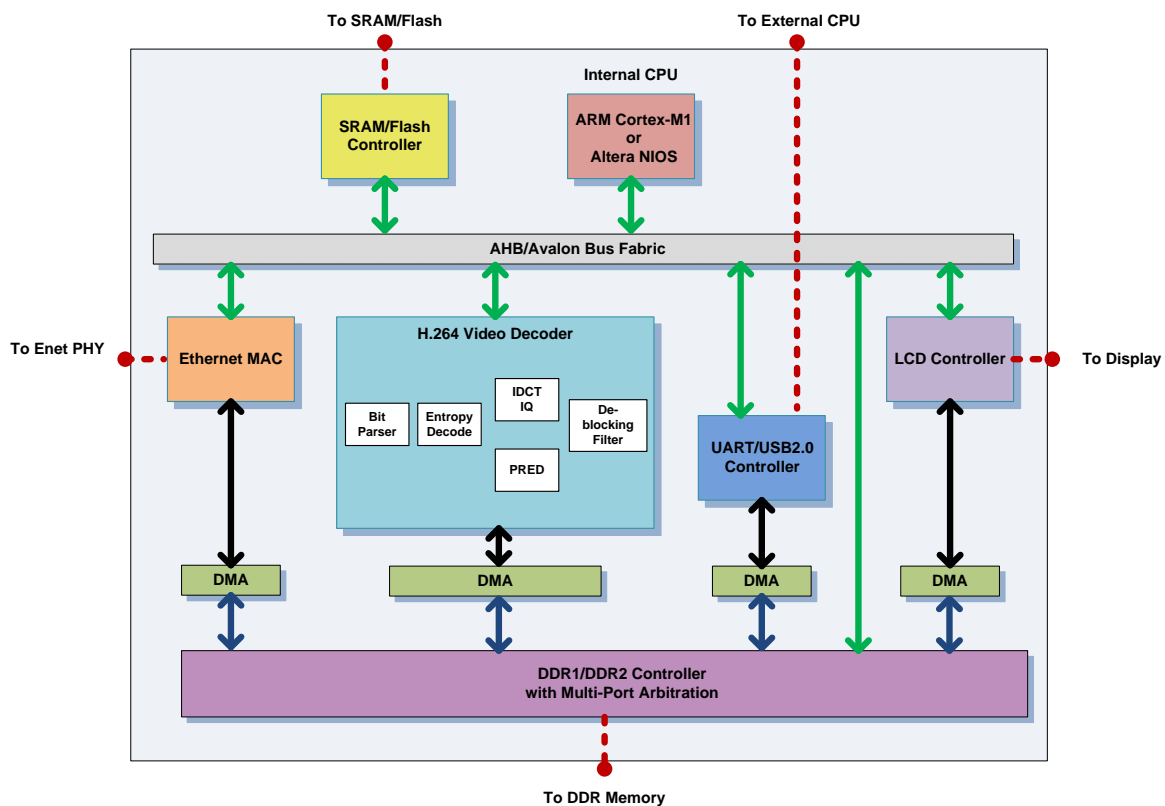 To SRAM/Flash
To External CPU
Internal CPU
SRAM/Flash
Controller
ARM Cortex-M1
or
Altera NIOS
AHB/Avalon Bus Fabric
To Enet PHY
Ethernet MAC
H.264 Video Decoder
Bit
Parser
Entropy
Decode
IDCT
IQ
PRED
De-
blocking
Filter
UART/USB2.0
Controller
LCD Controller
To Display
DMA
DMA
DMA
DMA
DDR1/DDR2 Controller
with Multi-Port Arbitration
To DDR Memory